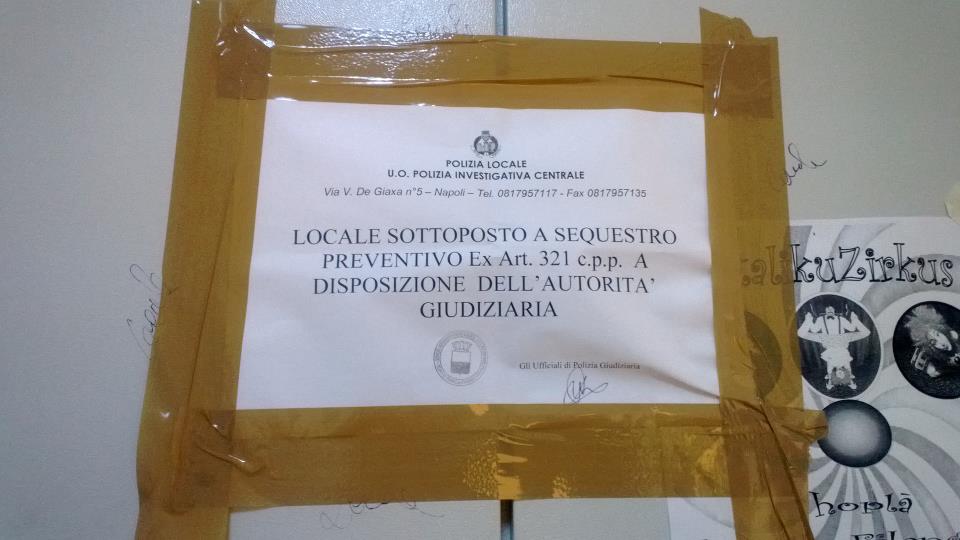 POLIZIA LOCALE
U.O. POLIZIA INVESTIGATIVA CENTRALE
Via V. De Giaxa n°5 – Napoli – Tel. 0817957117 - Fax 0817957135
LOCALE SOTTOPOSTO A SEQUESTRO
PREVENTIVO Ex Art. 321 c.p.p. A
DISPOSIZIONE DELL'AUTORITA'
GIUDIZIARIA
Gli Ufficiali di Polizia Giudiziaria
kuZirkus
hoplà